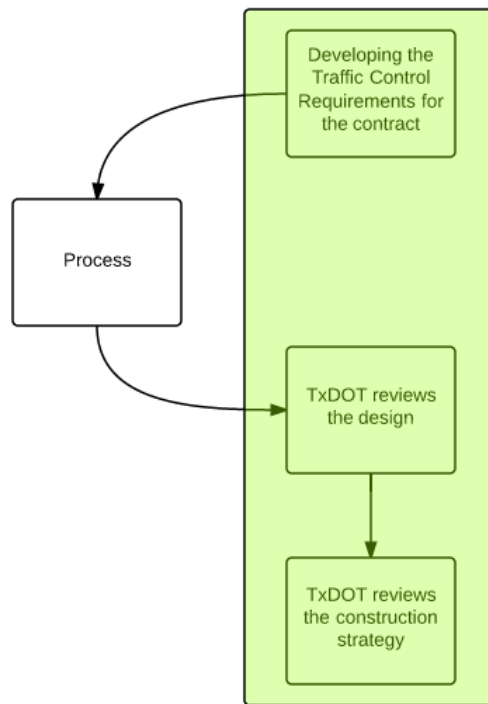 Developing the
Traffic Control
Requirements for
the contract
Process
TxDOT reviews
the design
TxDOT reviews
the construction
strategy